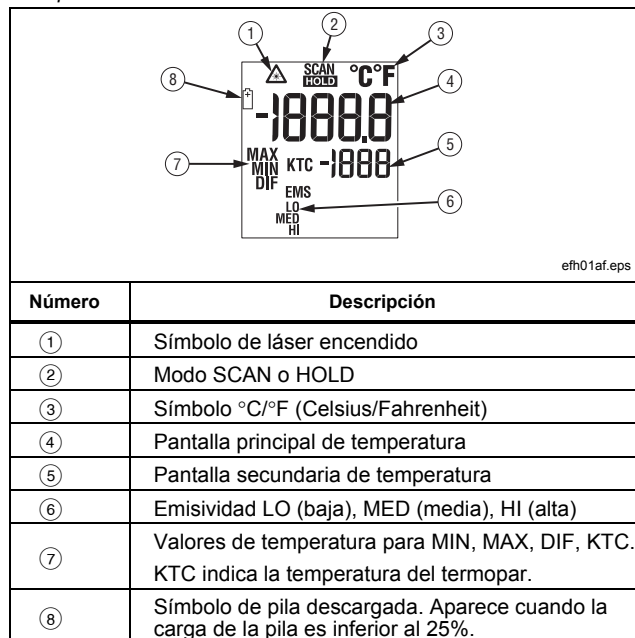 1
2
3
SCAN
HOLD
°C°F
8
4
-1888.8
5
7
MAX
MIN
DIF
KTC
-1888
EMS
LO
MED
HI
6
efh01af.eps
Número Descripción
1 Símbolo de láser encendido
2 Modo SCAN o HOLD
3 Símbolo °C/°F (Celsius/Fahrenheit)
4 Pantalla principal de temperatura
5 Pantalla secundaria de temperatura
6 Emisividad LO (baja), MED (media), HI (alta)
7 Valores de temperatura para MIN, MAX, DIF, KTC.
KTC indica la temperatura del termopar.
8 Símbolo de pila descargada. Aparece cuando la
carga de la pila es inferior al 25%.